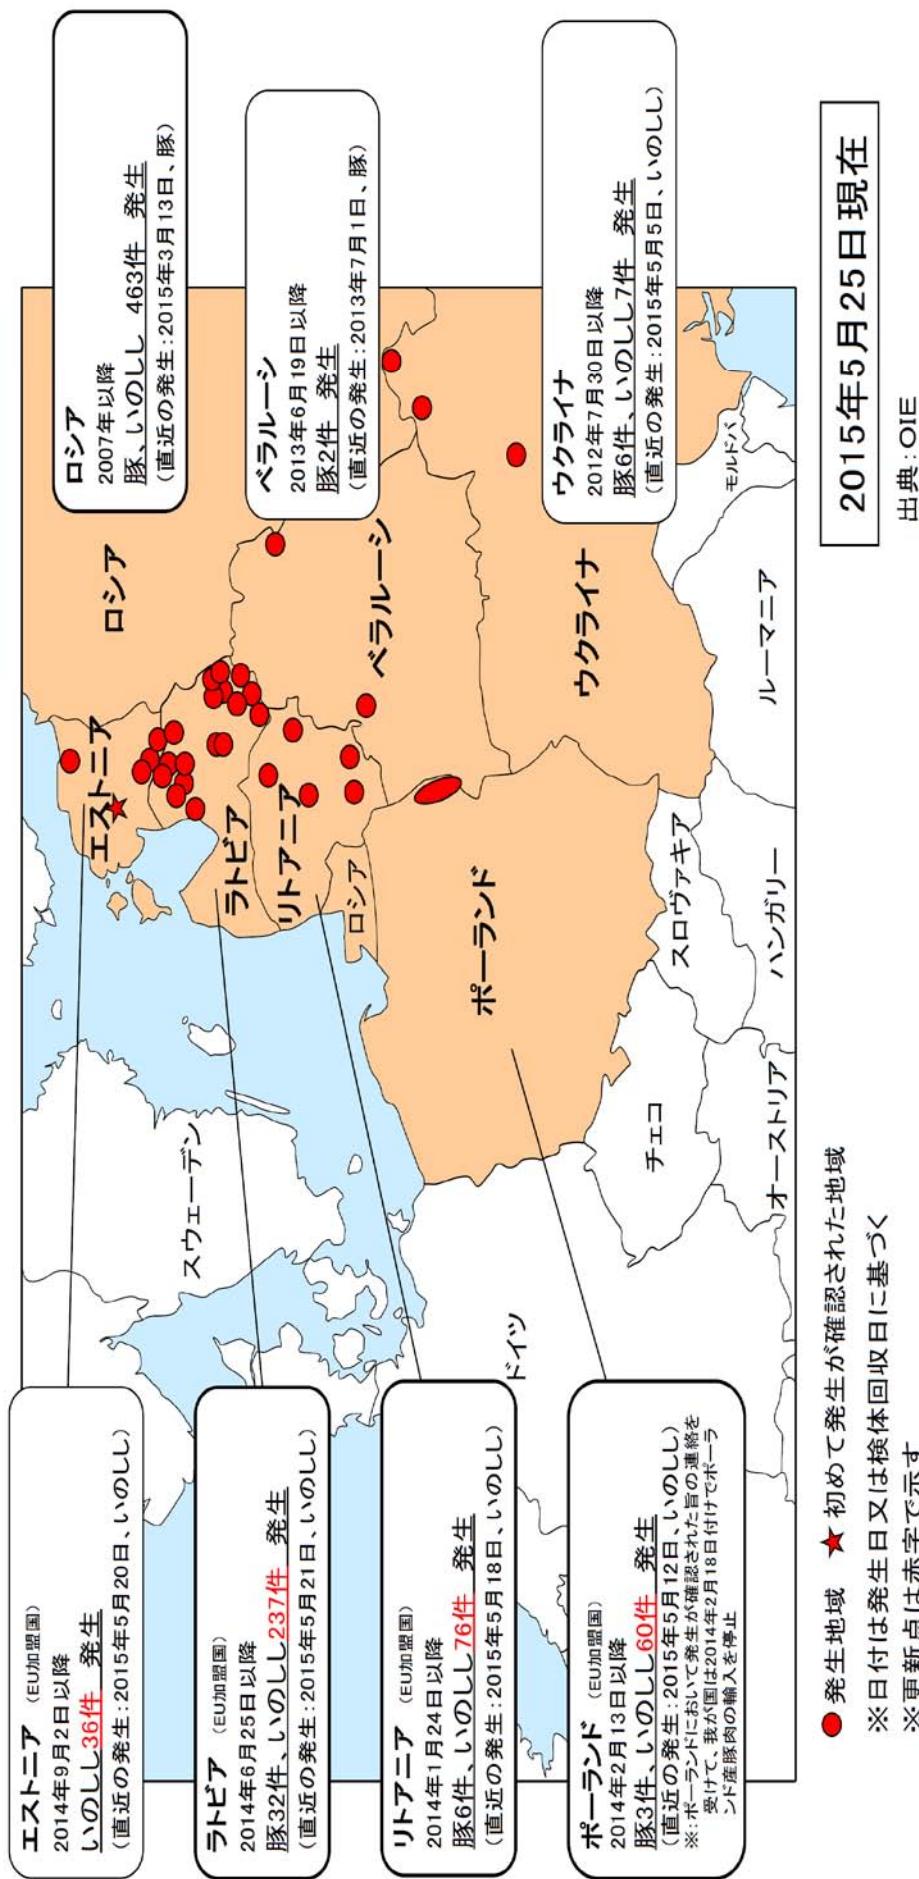 エストニア (EU加盟国)
2014年9月2日以降
いのしし36件 発生
(直近の発生:2015年5月20日、いのしし)
ラトビア (EU加盟国)
2014年6月25日以降
豚32件、いのしし237件 発生
(直近の発生:2015年5月21日、いのしし)
リトアニア (EU加盟国)
2014年1月24日以降
豚6件、いのしし76件 発生
(直近の発生:2015年5月18日、いのしし)
ポーランド (EU加盟国)
2014年2月13日以降
豚3件、いのしし60件 発生
(直近の発生:2015年5月12日、いのしし)
※:ポーランドにおいて発生が確認された旨の連絡を
受けて、我が国は2014年2月18日付けでポーラ
ンド産豚肉の輸入を停止
スウェーデン
ドイツ
チェコ
オーストリア
エストニア
ラトビア
リトアニア
ロシア
ポーランド
スロヴァキア
ハンガリー
ロシア
ベラルーシ
ウクライナ
ルーマニア
モルドバ
ロシア
2007年以降
豚、いのしし 463件 発生
(直近の発生:2015年3月13日、豚)
ベラルーシ
2013年6月19日以降
豚2件 発生
(直近の発生:2013年7月1日、豚)
ウクライナ
2012年7月30日以降
豚6件、いのしし7件 発生
(直近の発生:2015年5月5日、いのしし)
● 発生地域 ★ 初めて発生が確認された地域
※日付は発生日又は検体回収日に基づく
※更新点は赤字で示す
2015年5月25日現在
出典:OIE